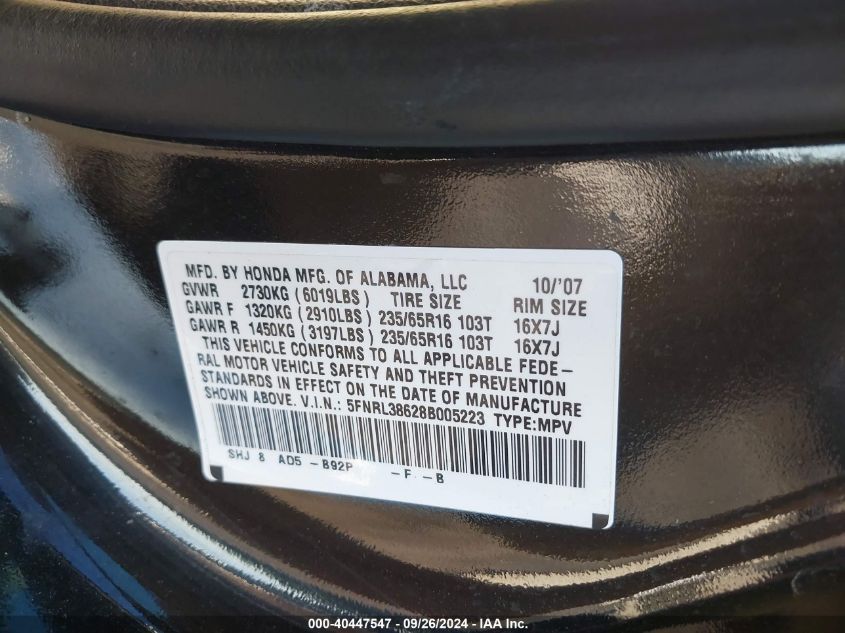 MFD. BY HONDA MFG. OF ALABAMA, LLC 10/'07
GVWR 2730KG (6019LBS) TIRE SIZE RIM SIZE
GAWR F 1320KG (2910LBS) 235/65R16 103T 16X7J
GAWR R 1450KG (3197LBS) 235/65R16 103T 16X7J
THIS VEHICLE CONFORMS TO ALL APPLICABLE FEDE-
RAL MOTOR VEHICLE SAFETY AND THEFT PREVENTION
STANDARDS IN EFFECT ON THE DATE OF MANUFACTURE
SHOWN ABOVE. V.I.N.: 5FNRL38628B005223 TYPE:MPV
SHJ 8 AD5 -B92P -F -B
000-40447547 - 09/26/2024 - WWW.IAAI.COM